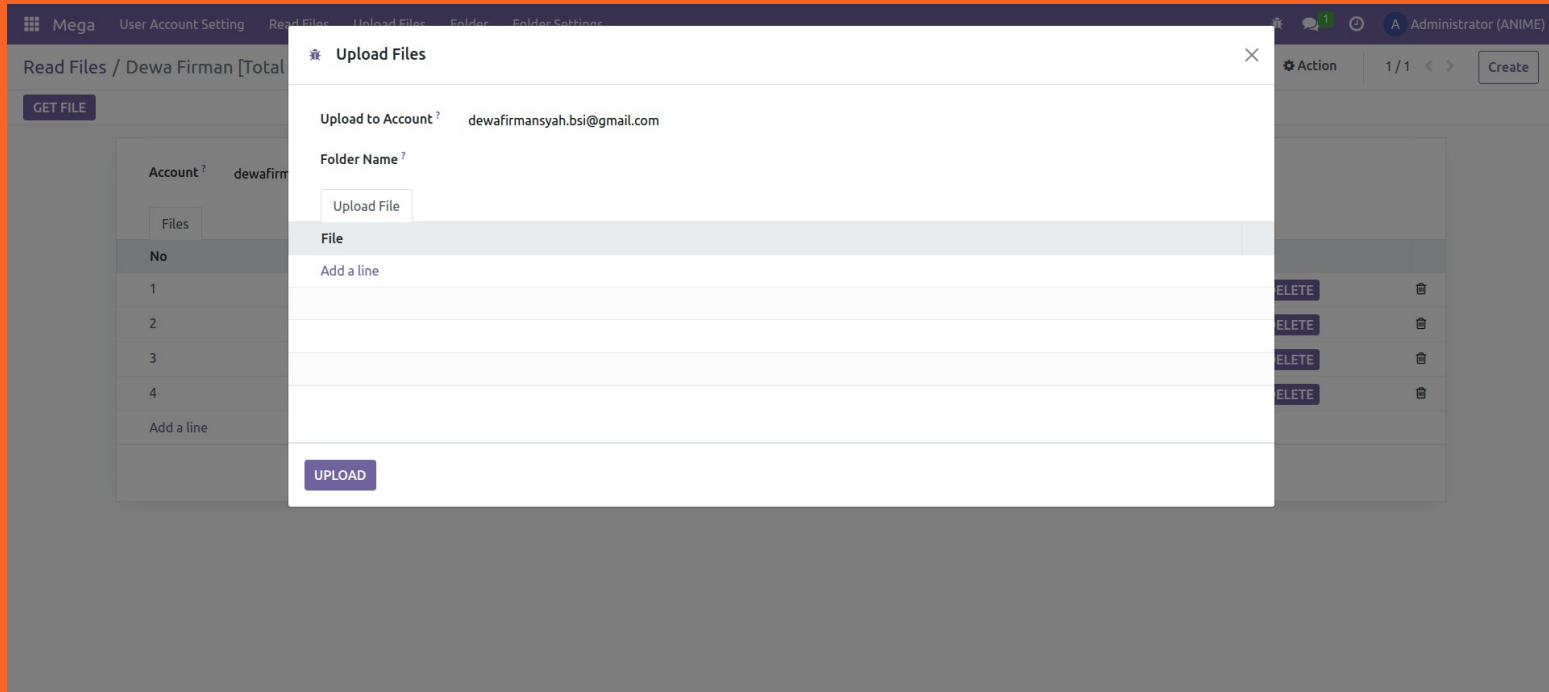 Mega User Account Setting Read Files Upload Files Folder Folder Settings 1 A Administrator (ANIME)
Read Files / Dewa Firman [Total
Action 1 / 1 Create
GET FILE
Upload Files
Upload to Account ? dewafirmansyah.bsi@gmail.com
Folder Name ?
Upload File
File
Add a line
UPLOAD
Account ? dewafirm
Files
No
1 ELETE
2 ELETE
3 ELETE
4 ELETE
Add a line